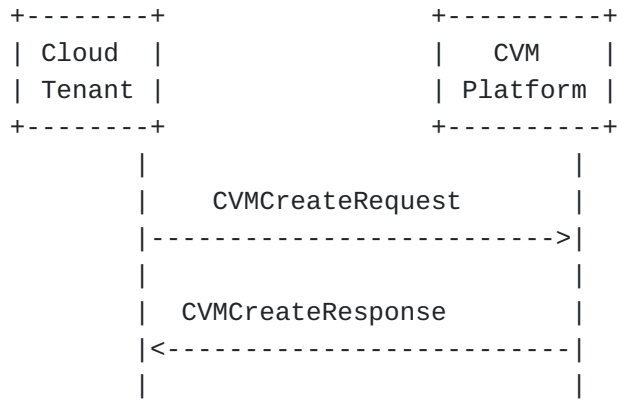 Cloud CVM
Tenant Platform
CVMCreateRequest
CVMCreateResponse